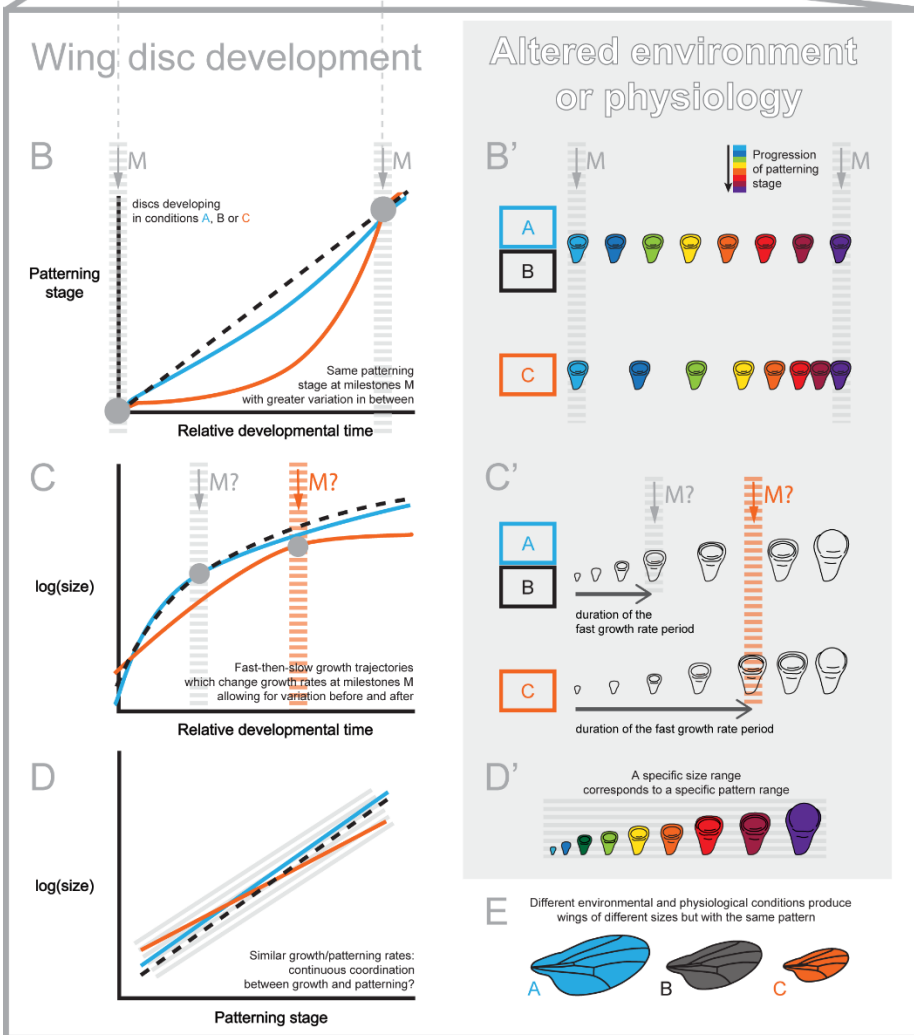 Wing disc development
Altered environment
or physiology
B
M
M
discs developing
in conditions A, B or C
Patterning
stage
Same patterning
stage at milestones M
with greater variation in between
Relative developmental time
B'
M
Progression
of patterning
stage
M
A
B
C
C
M?
M?
log(size)
Fast-then-slow growth trajectories
which change growth rates at milestones M
allowing for variation before and after
Relative developmental time
C'
M?
M?
A
B
duration of the
fast growth rate period
C
duration of the fast growth rate period
D
log(size)
Similar growth/patterning rates:
continuous coordination
between growth and patterning?
Patterning stage
D'
A specific size range
corresponds to a specific pattern range
E
Different environmental and physiological conditions produce
wings of different sizes but with the same pattern
A
B
C